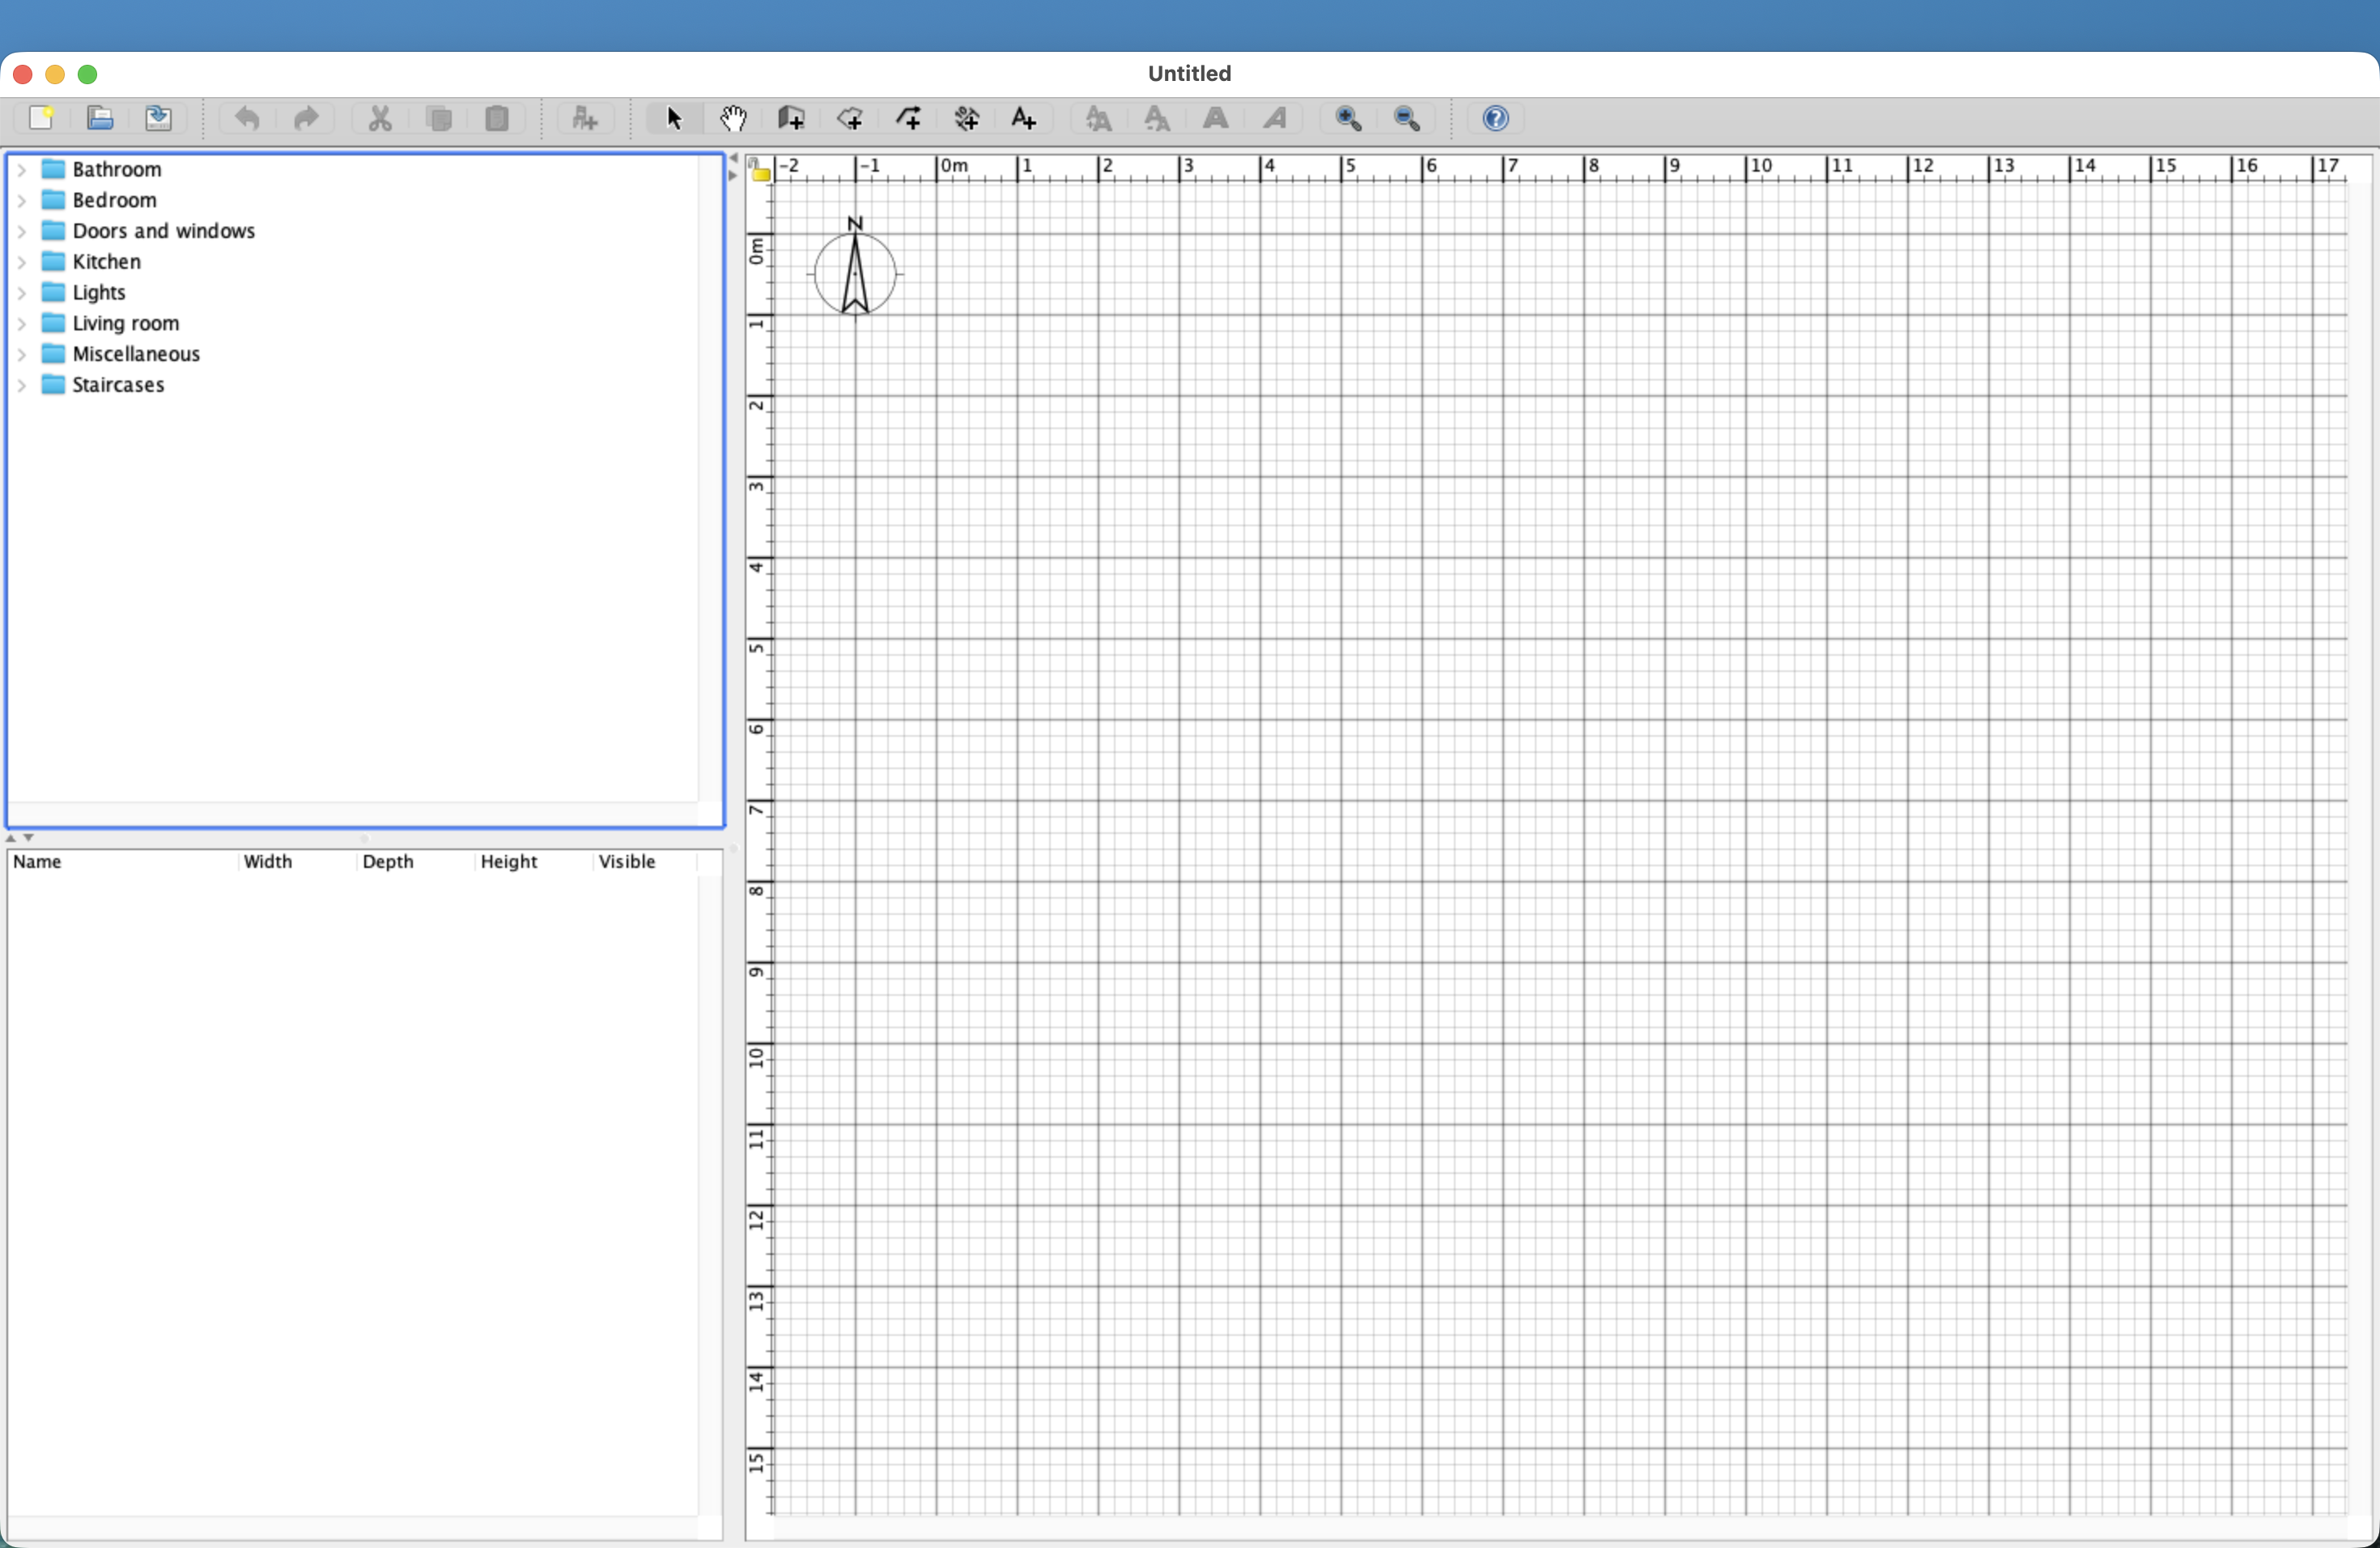 Untitled
Bathroom
Bedroom
Doors and windows
Kitchen
Lights
Living room
Miscellaneous
Staircases
Name Width Depth Height Visible
-2 -1 0m 1 2 3 4 5 6 7 8 9 10 11 12 13 14 15 16 17
N
0m
1
2
3
4
5
6
7
8
9
10
11
12
13
14
15